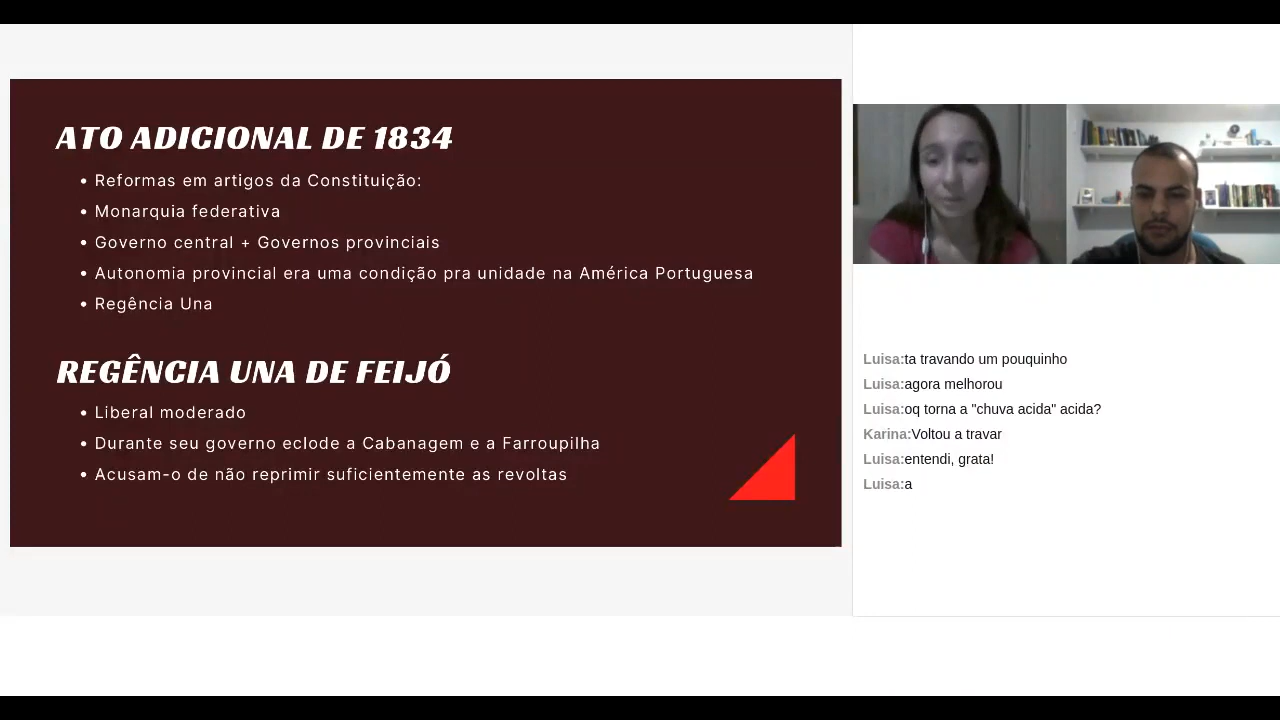 ATO ADICIONAL DE 1834
• Reformas em artigos da Constituição:
• Monarquia federativa
• Governo central + Governos provinciais
• Autonomia provincial era uma condição pra unidade na América Portuguesa
• Regência Una
REGÊNCIA UNA DE FEIJÓ
• Liberal moderado
• Durante seu governo eclode a Cabanagem e a Farroupilha
• Acusam-o de não reprimir suficientemente as revoltas
Luisa:ta travando um pouquinho
Luisa:agora melhorou
Luisa:oq torna a "chuva acida" acida?
Karina:Voltou a travar
Luisa:entendi, grata!
Luisa:a